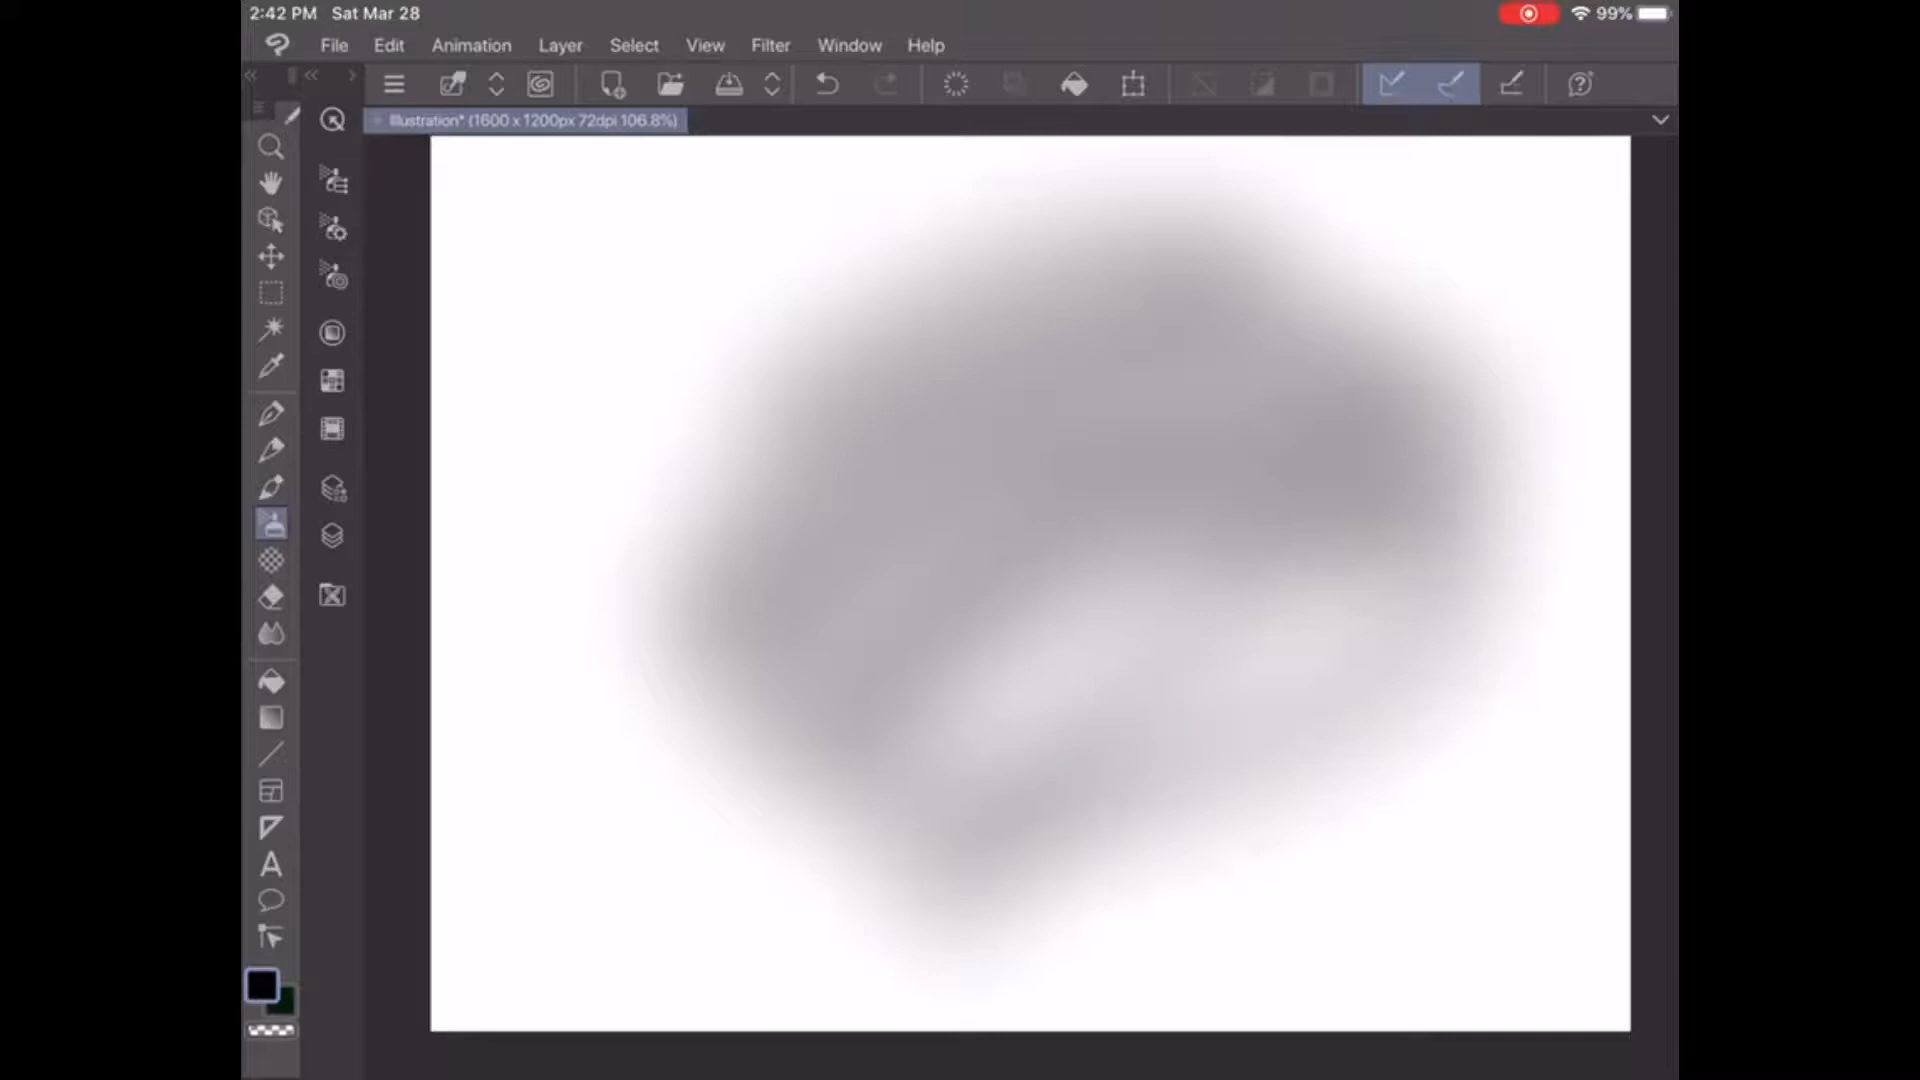 2:42 PM Sat Mar 28
99%
File Edit Animation Layer Select View Filter Window Help
Illustration* (1600 x 1200px 72dpi 106.8%)